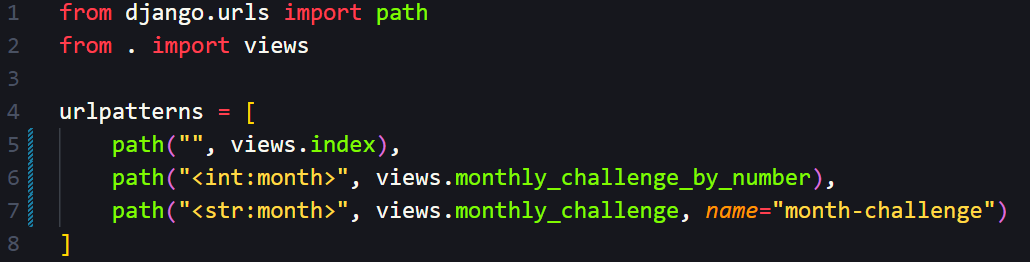 1 from django.urls import path
2 from . import views
3
4 urlpatterns = [
5     path("", views.index),
6     path("<int:month>", views.monthly_challenge_by_number),
7     path("<str:month>", views.monthly_challenge, name="month-challenge")
8 ]